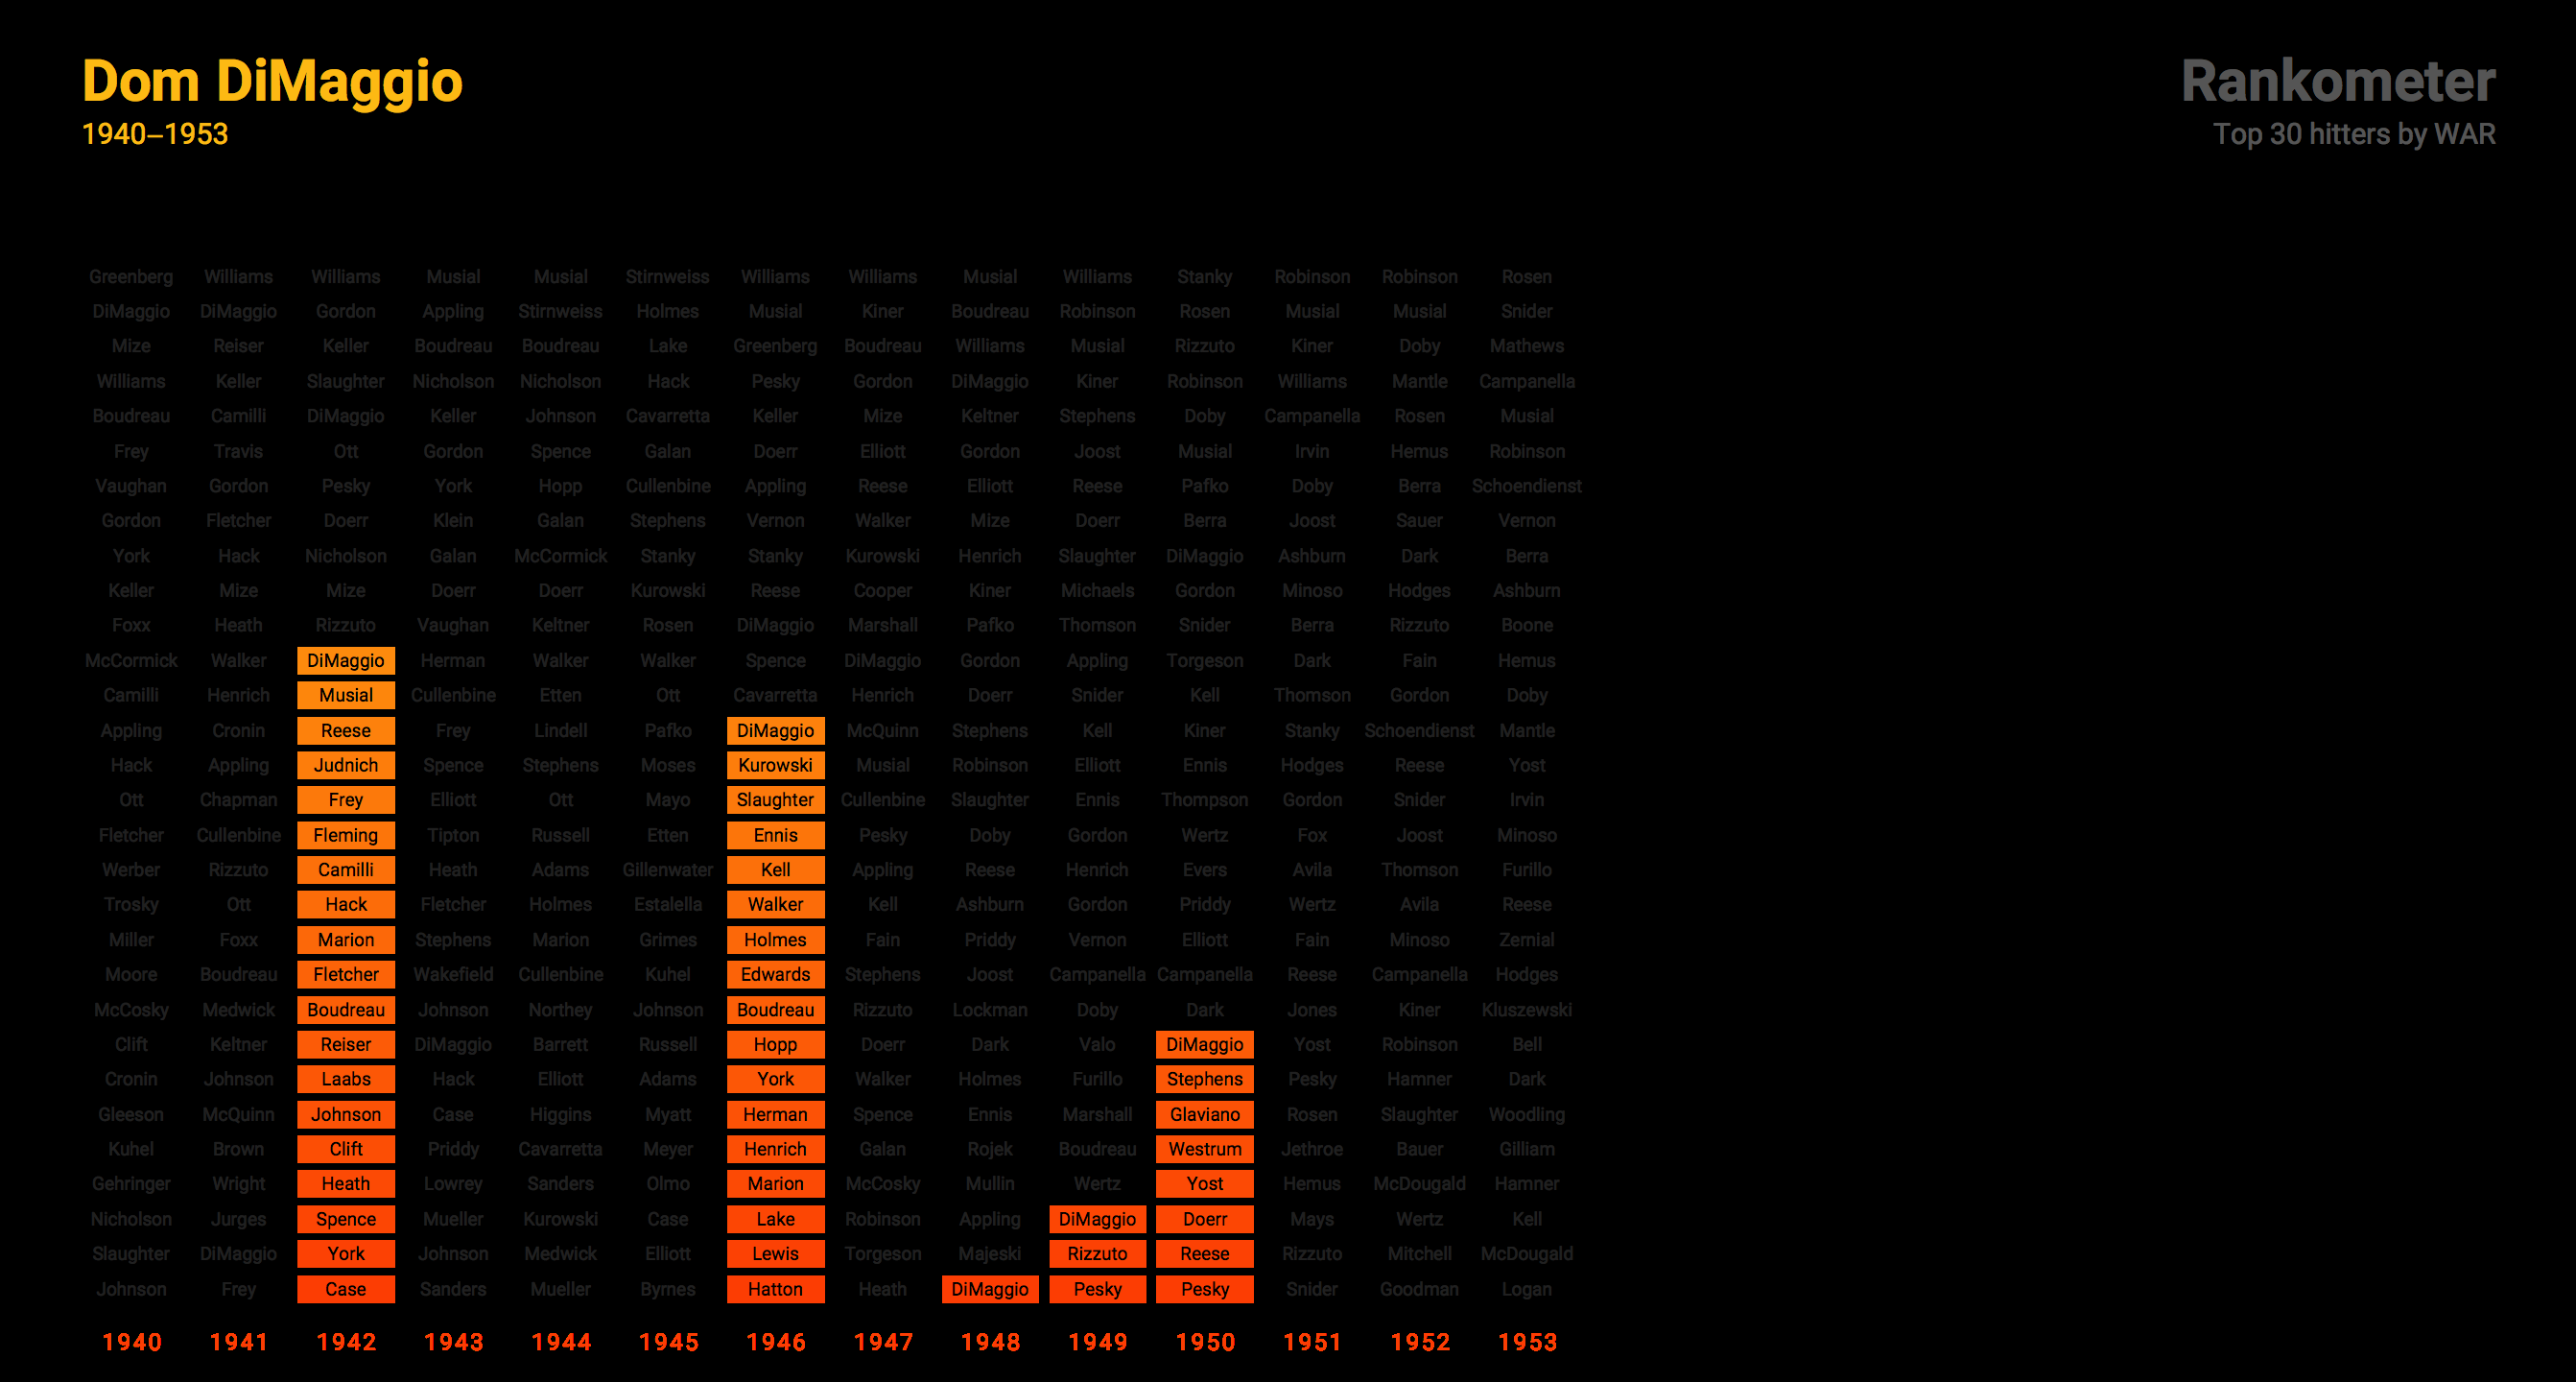 Dom DiMaggio
1940–1953
Rankometer
Top 30 hitters by WAR
Greenberg Williams Williams Musial Musial Stirnweiss Williams Williams Musial Williams Stanky Robinson Robinson Rosen
DiMaggio DiMaggio Gordon Appling Stirnweiss Holmes Musial Kiner Boudreau Robinson Rosen Musial Musial Snider
Mize Reiser Keller Boudreau Boudreau Lake Greenberg Boudreau Williams Musial Rizzuto Kiner Doby Mathews
Williams Keller Slaughter Nicholson Nicholson Hack Pesky Gordon DiMaggio Kiner Robinson Williams Mantle Campanella
Boudreau Camilli DiMaggio Keller Johnson Cavarretta Keller Mize Keltner Stephens Doby Campanella Rosen Musial
Frey Travis Ott Gordon Spence Galan Doerr Elliott Gordon Joost Musial Irvin Hemus Robinson
Vaughan Gordon Pesky York Hopp Cullenbine Appling Reese Elliott Reese Pafko Doby Berra Schoendienst
Gordon Fletcher Doerr Klein Galan Stephens Vernon Walker Mize Doerr Berra Joost Sauer Vernon
York Hack Nicholson Galan McCormick Stanky Stanky Kurowski Henrich Slaughter DiMaggio Ashburn Dark Berra
Keller Mize Mize Doerr Doerr Kurowski Reese Cooper Kiner Michaels Gordon Minoso Hodges Ashburn
Foxx Heath Rizzuto Vaughan Keltner Rosen DiMaggio Marshall Pafko Thomson Snider Berra Rizzuto Boone
McCormick Walker DiMaggio Herman Walker Walker Spence DiMaggio Gordon Appling Torgeson Dark Fain Hemus
Camilli Henrich Musial Cullenbine Etten Ott Cavarretta Henrich Doerr Snider Kell Thomson Gordon Doby
Appling Cronin Reese Frey Lindell Pafko DiMaggio McQuinn Stephens Kell Kiner Stanky Schoendienst Mantle
Hack Appling Judnich Spence Stephens Moses Kurowski Musial Robinson Elliott Ennis Hodges Reese Yost
Ott Chapman Frey Elliott Ott Mayo Slaughter Cullenbine Slaughter Ennis Thompson Gordon Snider Irvin
Fletcher Cullenbine Fleming Tipton Russell Etten Ennis Pesky Doby Gordon Wertz Fox Joost Minoso
Werber Rizzuto Camilli Heath Adams Gillenwater Kell Appling Reese Henrich Evers Avila Thomson Furillo
Trosky Ott Hack Fletcher Holmes Estalella Walker Kell Ashburn Gordon Priddy Wertz Avila Reese
Miller Foxx Marion Stephens Marion Grimes Holmes Fain Priddy Vernon Elliott Fain Minoso Zernial
Moore Boudreau Fletcher Wakefield Cullenbine Kuhel Edwards Stephens Joost Campanella Campanella Reese Campanella Hodges
McCosky Medwick Boudreau Johnson Northey Johnson Boudreau Rizzuto Lockman Doby Dark Jones Kiner Kluszewski
Clift Keltner Reiser DiMaggio Barrett Russell Hopp Doerr Dark Valo DiMaggio Yost Robinson Bell
Cronin Johnson Laabs Hack Elliott Adams York Walker Holmes Furillo Stephens Pesky Hamner Dark
Gleeson McQuinn Johnson Case Higgins Myatt Herman Spence Ennis Marshall Glaviano Rosen Slaughter Woodling
Kuhel Brown Clift Priddy Cavarretta Meyer Henrich Galan Rojek Boudreau Westrum Jethroe Bauer Gilliam
Gehringer Wright Heath Lowrey Sanders Olmo Marion McCosky Mullin Wertz Yost Hemus McDougald Hamner
Nicholson Jurges Spence Mueller Kurowski Case Lake Robinson Appling DiMaggio Doerr Mays Wertz Kell
Slaughter DiMaggio York Johnson Medwick Elliott Lewis Torgeson Majeski Rizzuto Reese Rizzuto Mitchell McDougald
Johnson Frey Case Sanders Mueller Byrnes Hatton Heath DiMaggio Pesky Pesky Snider Goodman Logan
1940 1941 1942 1943 1944 1945 1946 1947 1948 1949 1950 1951 1952 1953